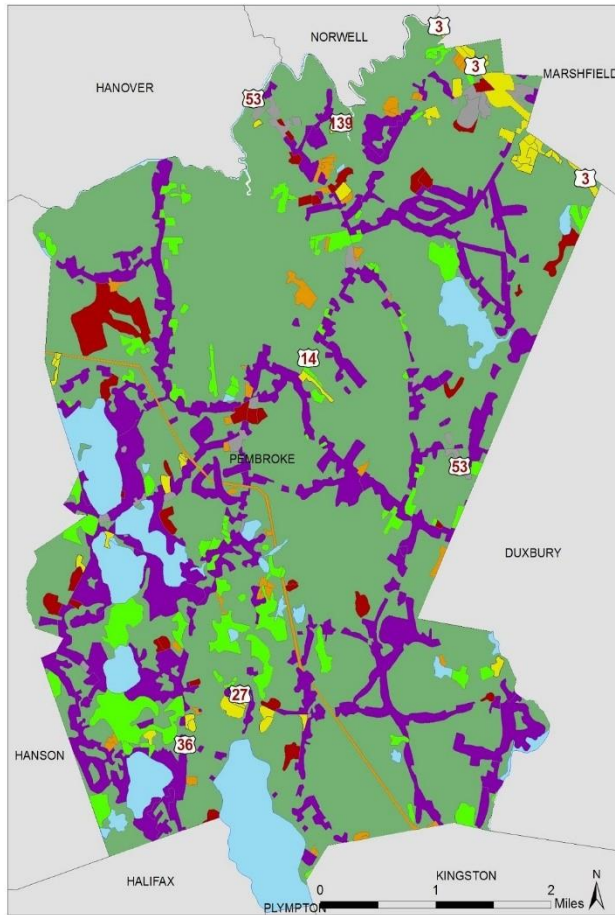 NORWELL
3
HANOVER
3
MARSHFIELD
53
139
3
14
PEMBROKE
53
DUXBURY
27
36
HANSON
HALIFAX
KINGSTON
N
0 1 2
Miles
PLYMPTON